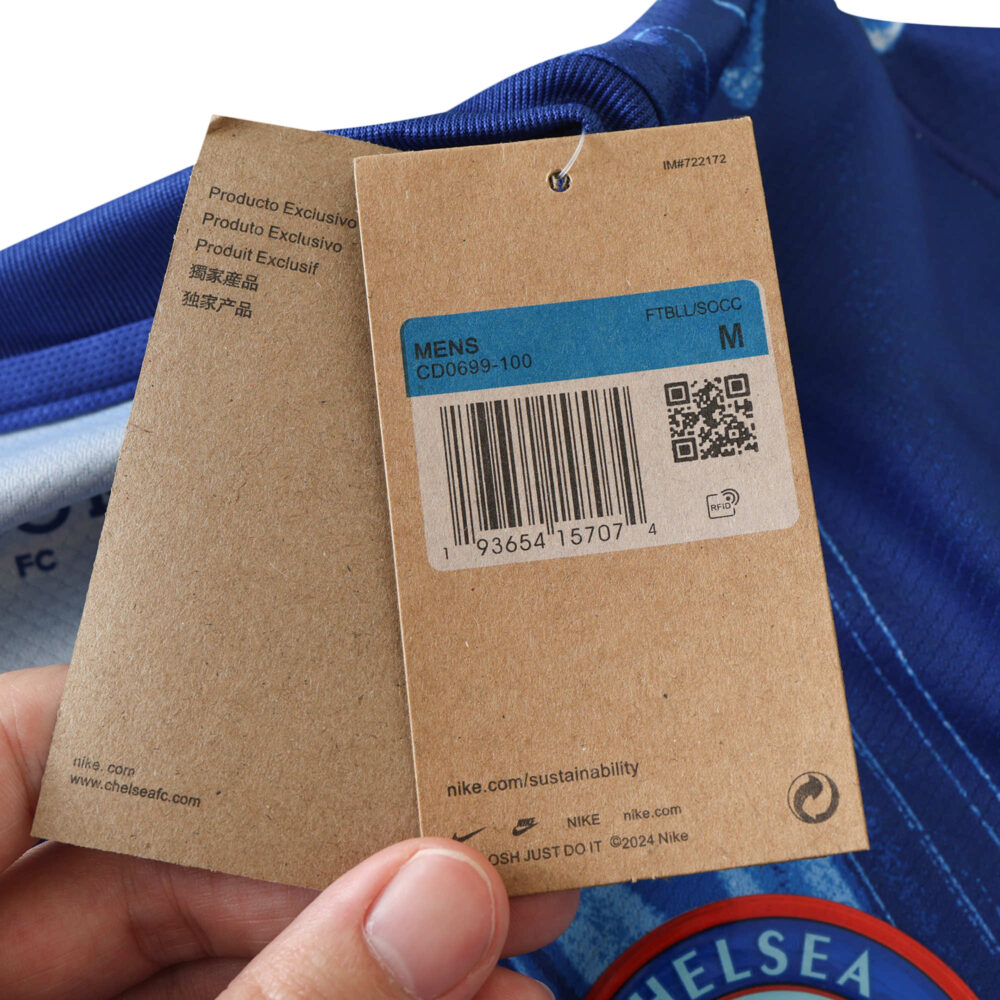 Producto Exclusivo
Produto Exclusivo
Produit Exclusif
獨家産品
独家产品
nike. com
www.chelseafc.com
IM#722172
FTBLL/SOCC
MENS
M
CD0699-100
1 93654 15707 4
RFID
nike.com/sustainability
NIKE nike.com
OSH JUST DO IT ©2024 Nike
FC
CHELSEA